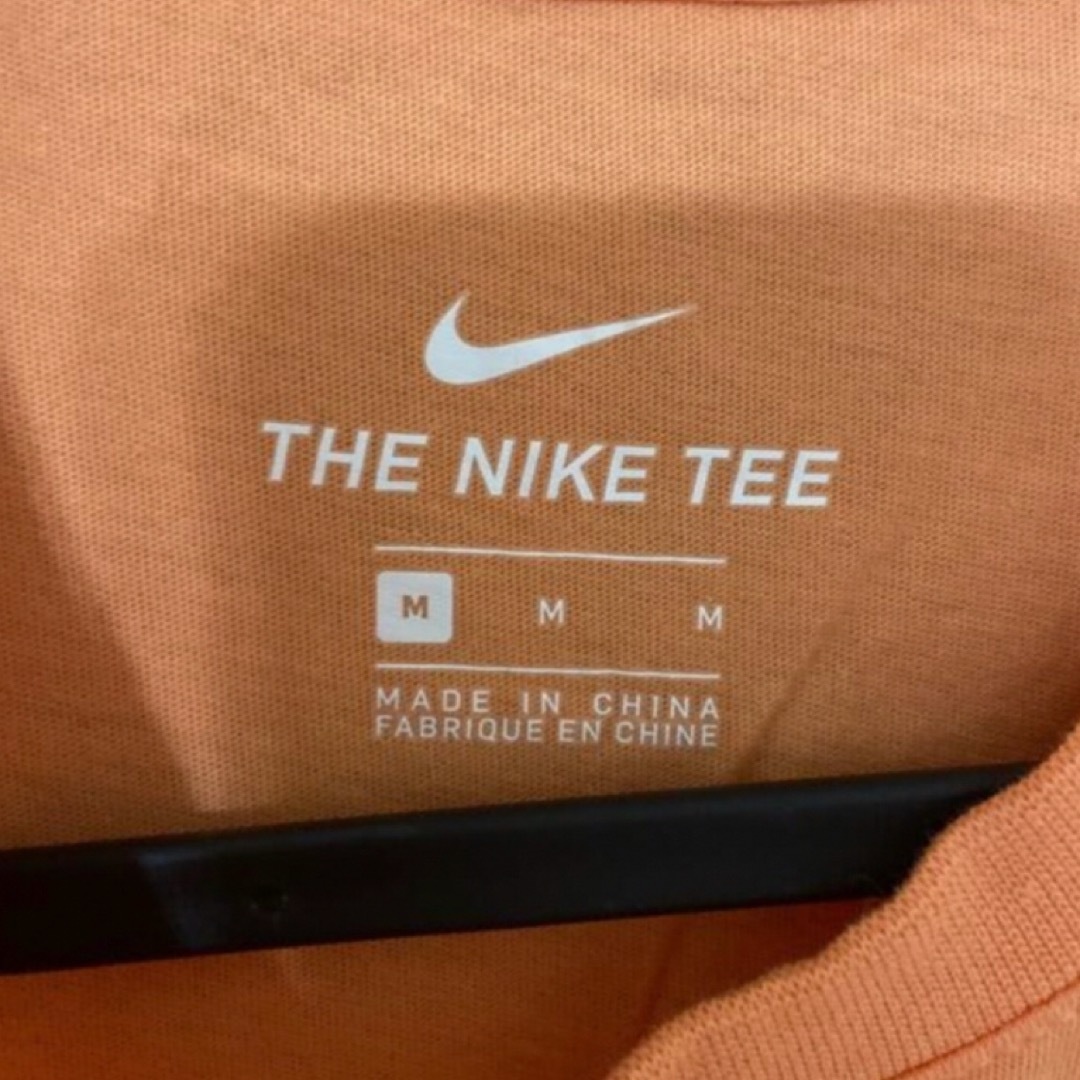 THE NIKE TEE
M M M
MADE IN CHINA
FABRIQUE EN CHINE